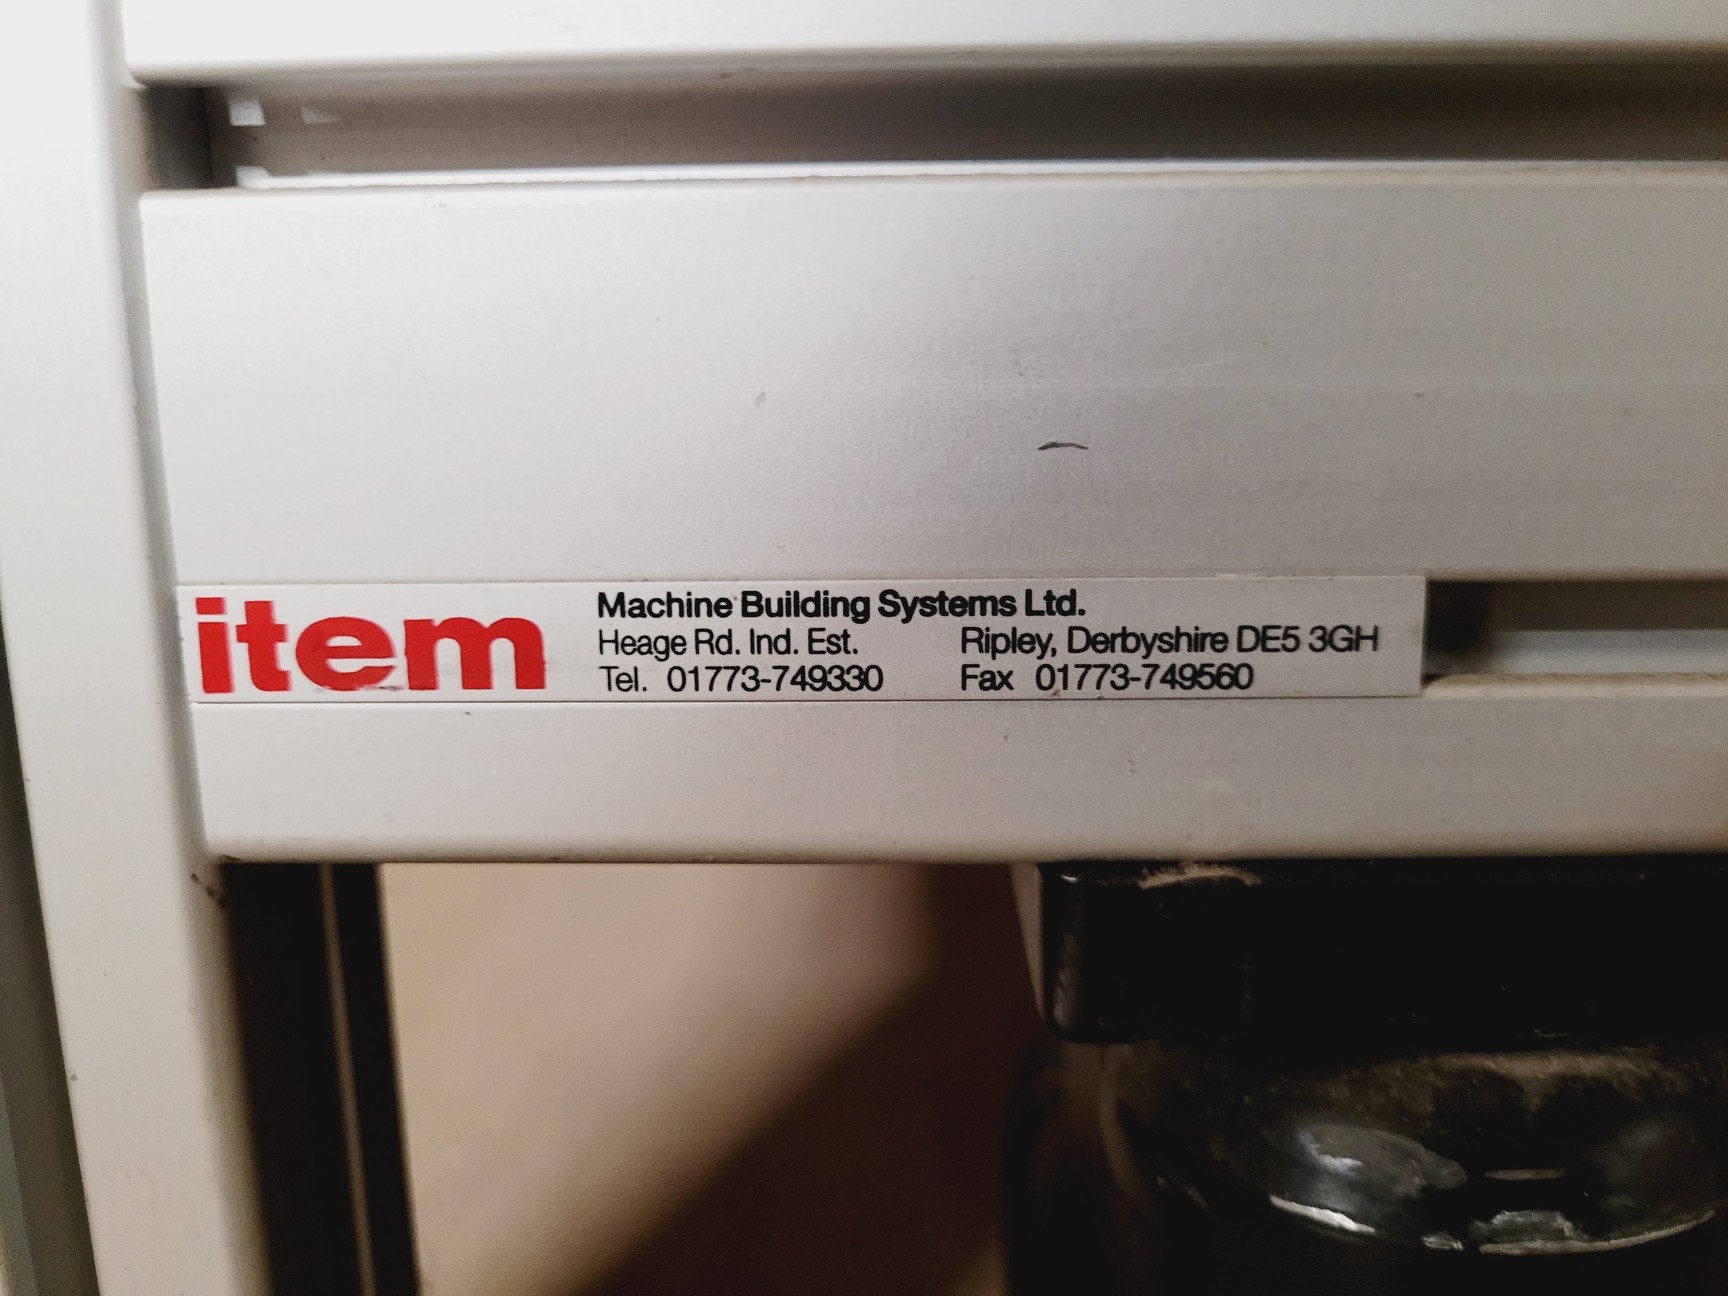 item
Machine Building Systems Ltd.
Heage Rd. Ind. Est. Ripley, Derbyshire DE5 3GH
Tel. 01773-749330 Fax 01773-749560